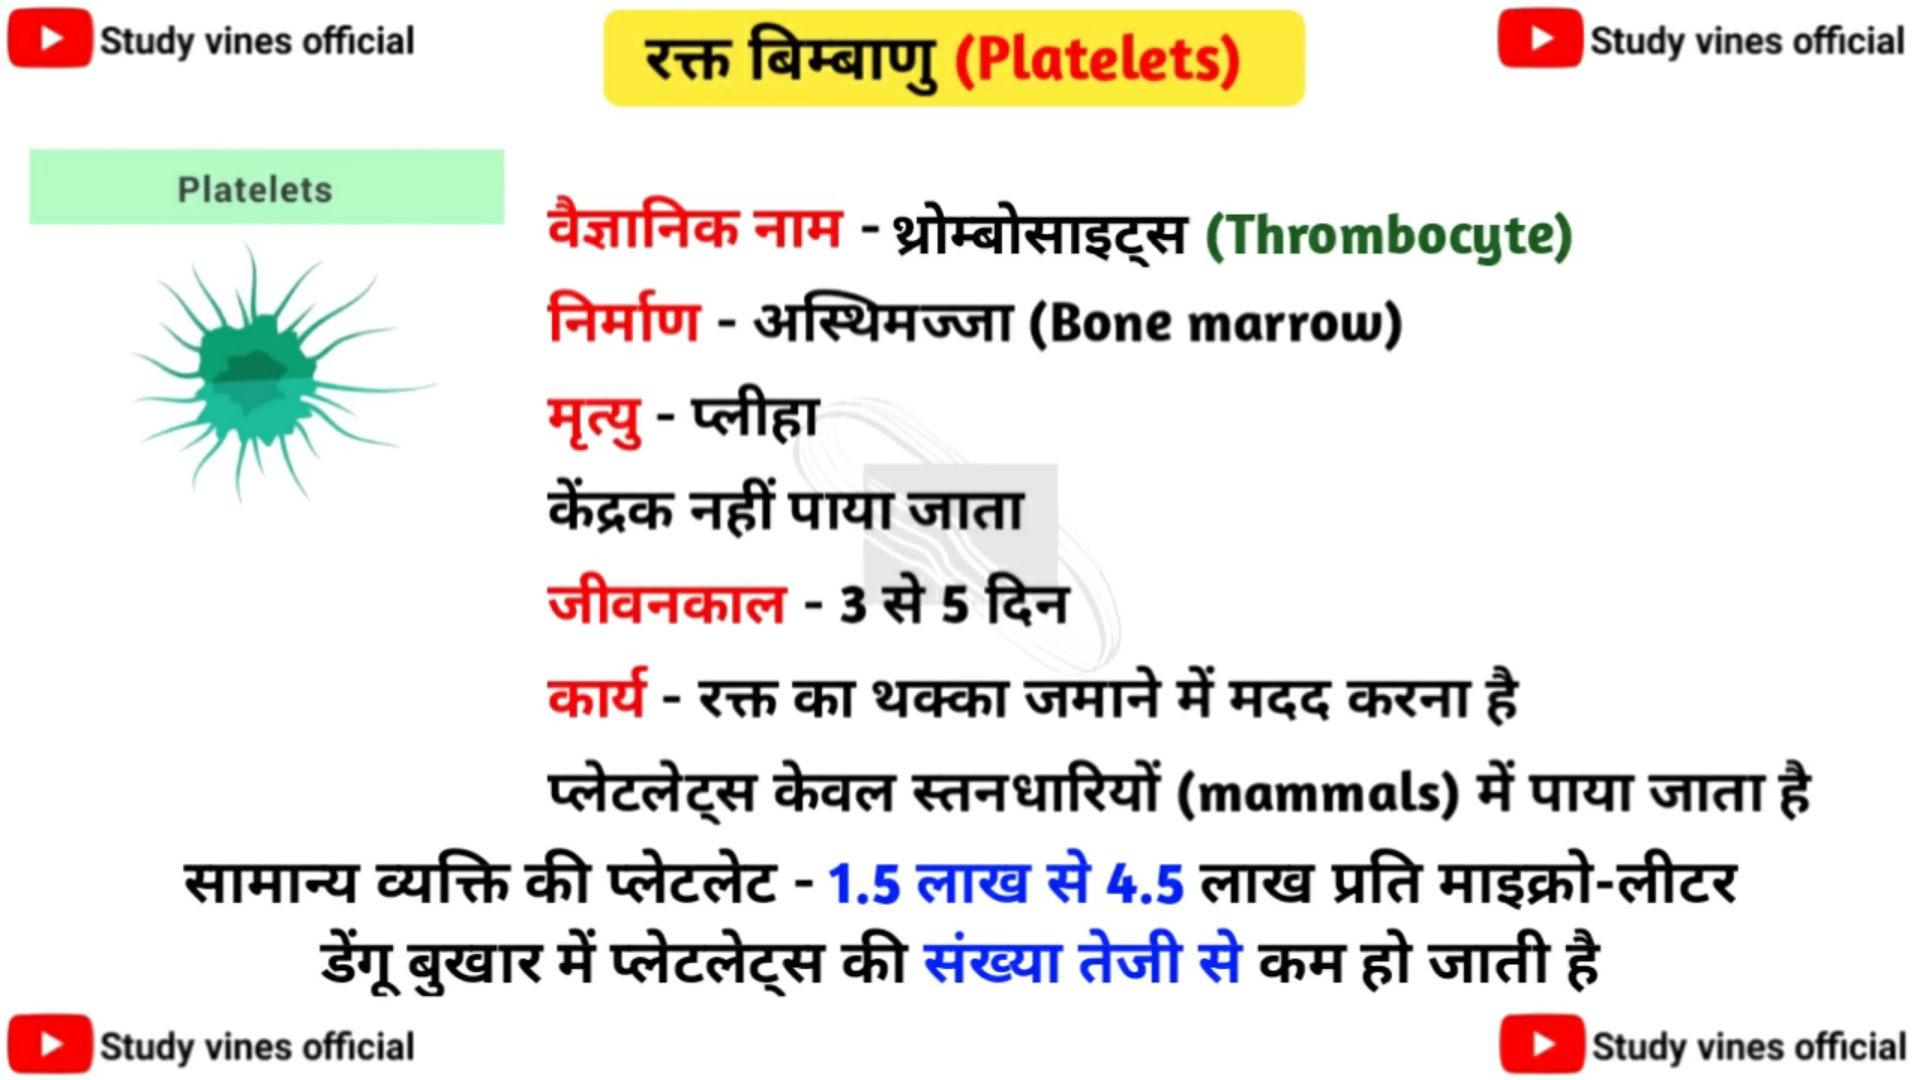 Study vines official
रक्त बिम्बाणु (Platelets)
Study vines official
Platelets
वैज्ञानिक नाम - थ्रोम्बोसाइट्स (Thrombocyte)
निर्माण - अस्थिमज्जा (Bone marrow)
मृत्यु - प्लीहा
केंद्रक नहीं पाया जाता
जीवनकाल - 3 से 5 दिन
कार्य - रक्त का थक्का जमाने में मदद करना है
प्लेटलेट्स केवल स्तनधारियों (mammals) में पाया जाता है
सामान्य व्यक्ति की प्लेटलेट - 1.5 लाख से 4.5 लाख प्रति माइक्रो-लीटर
डेंगू बुखार में प्लेटलेट्स की संख्या तेजी से कम हो जाती है
Study vines official
Study vines official